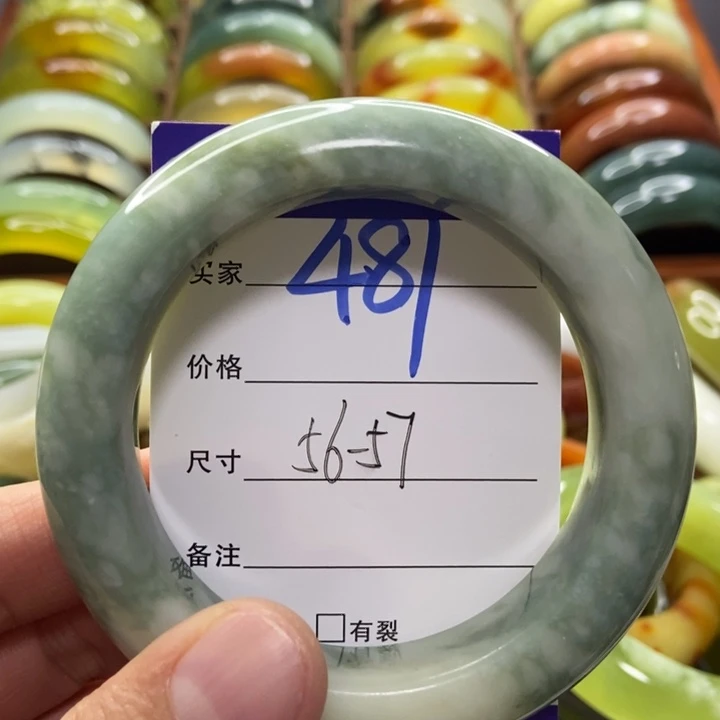 买家 481
价格
尺寸 56-57
备注
□有裂